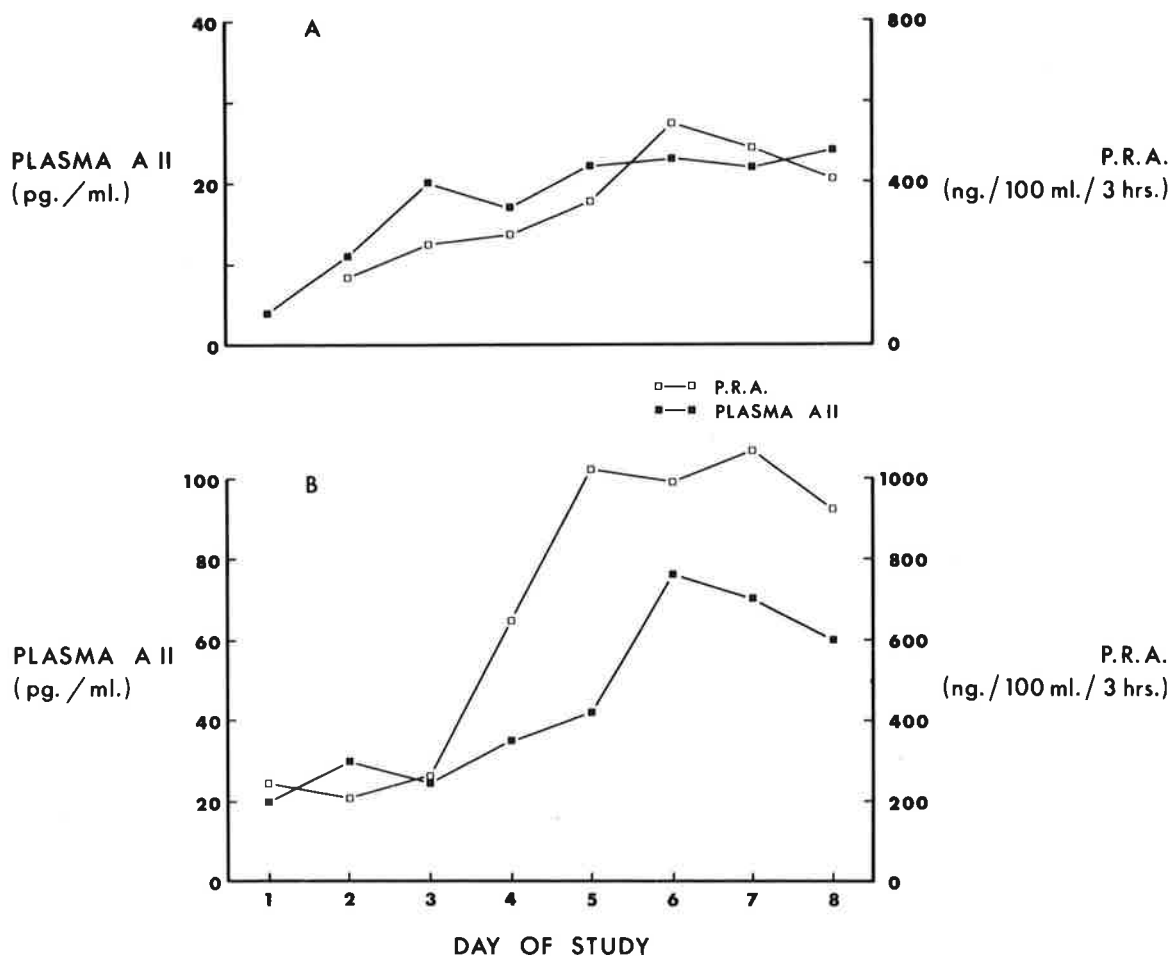 A
40
20
0
800
400
0
PLASMA A II
(pg./ml.)
P.R.A.
(ng./100 ml./3 hrs.)
P.R.A.
PLASMA A II
B
100
80
60
40
20
0
1000
800
600
400
200
0
PLASMA A II
(pg./ml.)
P.R.A.
(ng./100 ml./3 hrs.)
1 2 3 4 5 6 7 8
DAY OF STUDY